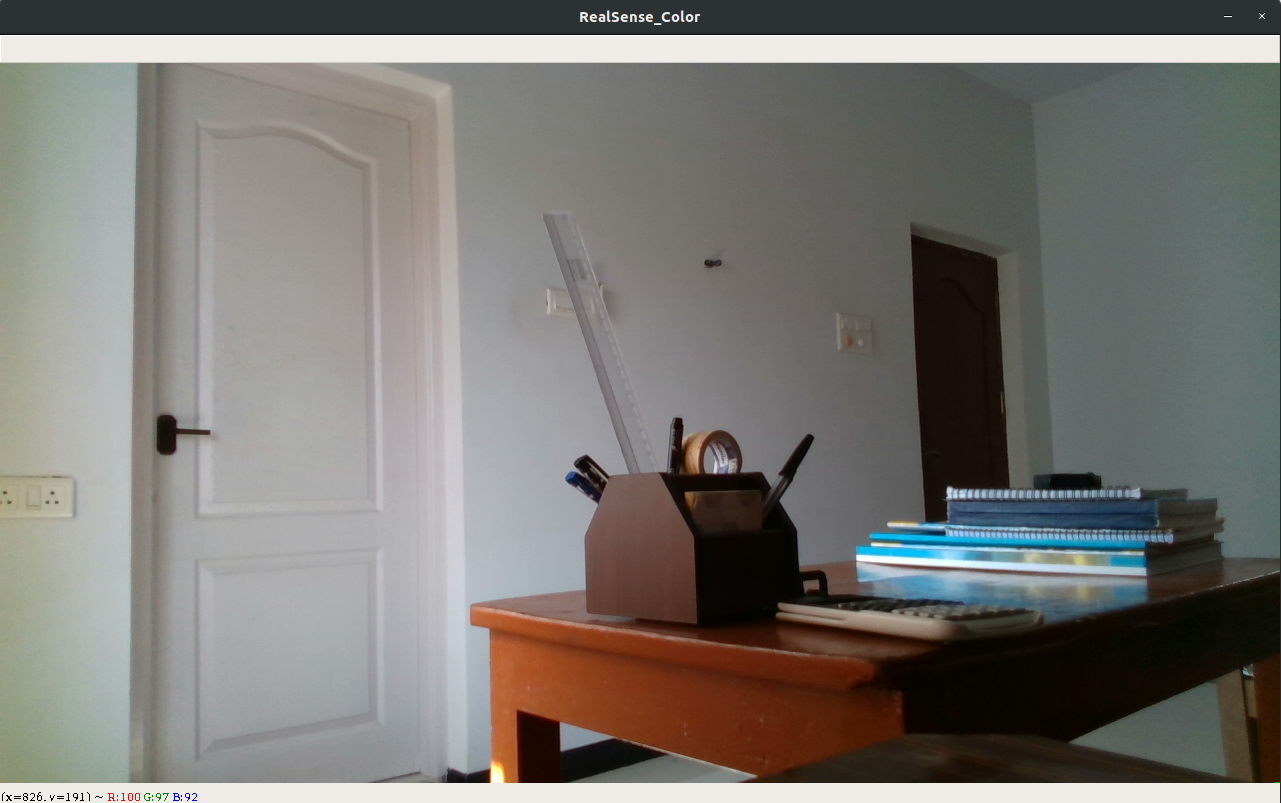 RealSense_Color
(x=826, y=191) ~ R:100 G:97 B:92